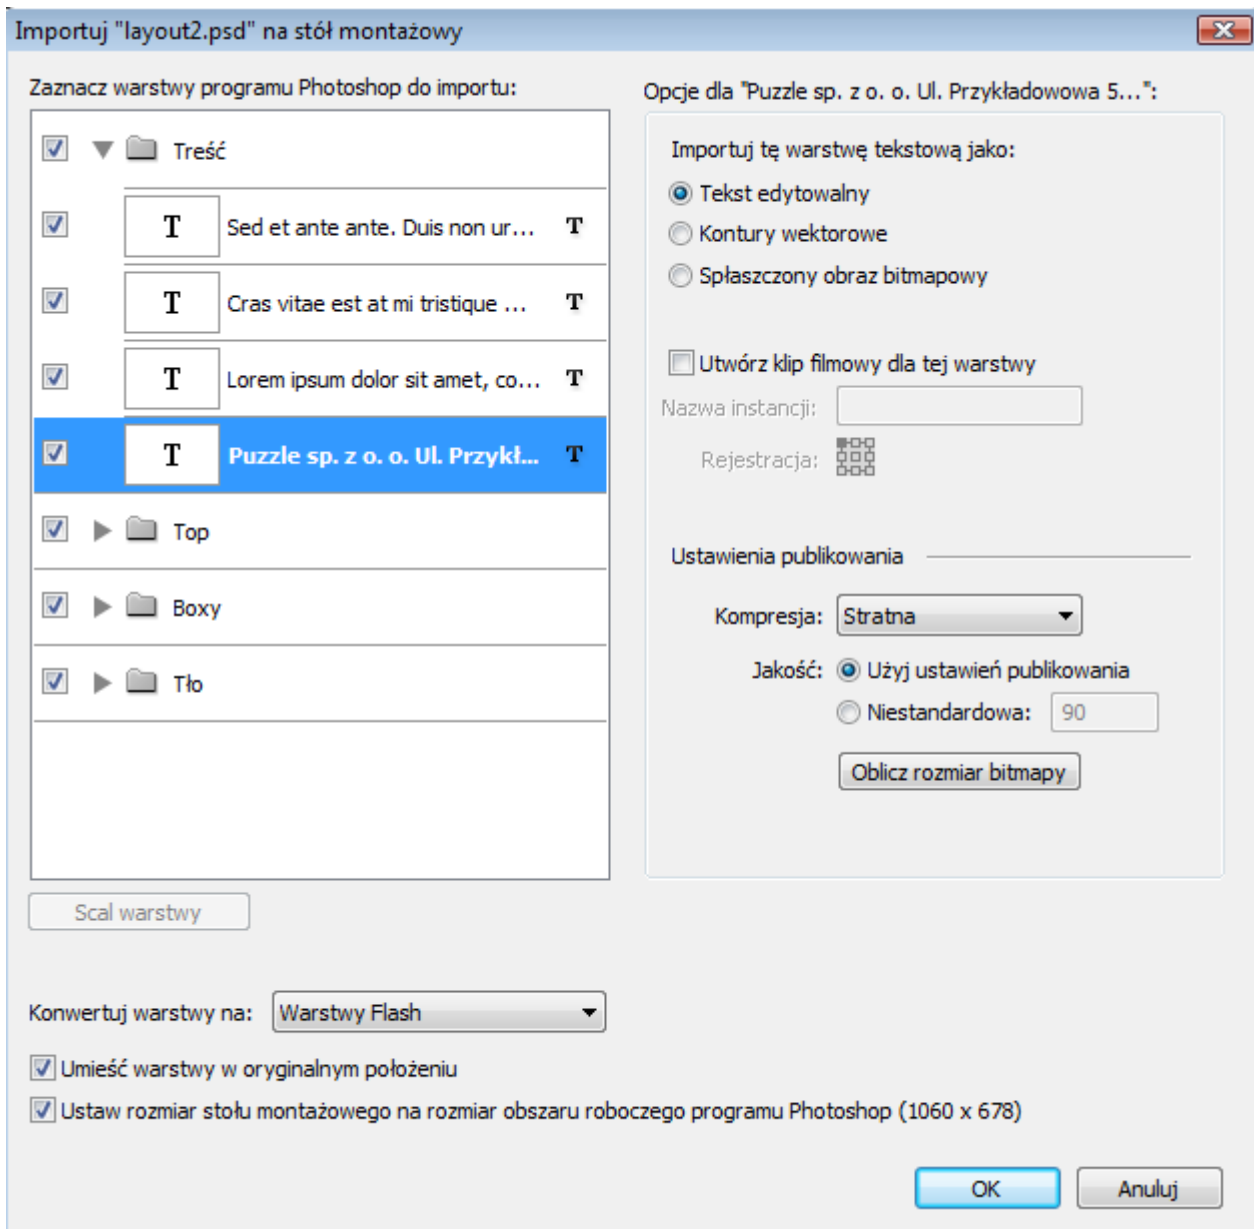 Importuj "layout2.psd" na stół montażowy
Zaznacz warstwy programu Photoshop do importu:
Treść
T Sed et ante ante. Duis non ur... T
T Cras vitae est at mi tristique ... T
T Lorem ipsum dolor sit amet, co... T
T Puzzle sp. z o. o. Ul. Przykł... T
Top
Boxy
Tło
Scal warstwy
Opcje dla "Puzzle sp. z o. o. Ul. Przykładowowa 5...":
Importuj tę warstwę tekstową jako:
Tekst edytowalny
Kontury wektorowe
Spłaszczony obraz bitmapowy
Utwórz klip filmowy dla tej warstwy
Nazwa instancji:
Rejestracja:
Ustawienia publikowania
Kompresja: Stratna
Jakość: Użyj ustawień publikowania
Niestandardowa: 90
Oblicz rozmiar bitmapy
Konwertuj warstwy na: Warstwy Flash
Umieść warstwy w oryginalnym położeniu
Ustaw rozmiar stołu montażowego na rozmiar obszaru roboczego programu Photoshop (1060 x 678)
OK Anuluj